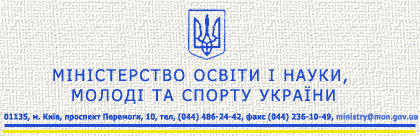 МІНІСТЕРСТВО ОСВІТИ І НАУКИ,
МОЛОДІ ТА СПОРТУ УКРАЇНИ
01135, м. Київ, проспект Перемоги, 10, тел, (044) 486-24-42, факс (044) 236-10-49, ministry@mon.gov.ua